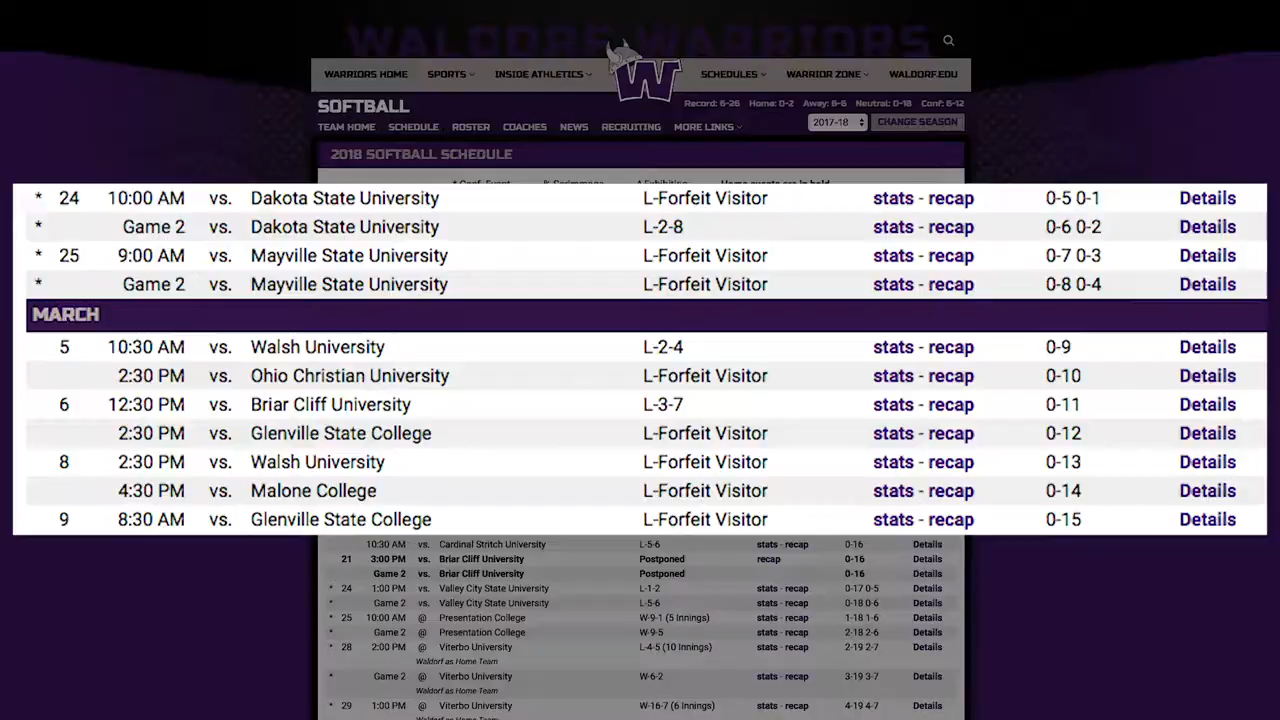 WALDORF WARRIORS
WARRIORS HOME SPORTS INSIDE ATHLETICS W SCHEDULES WARRIOR ZONE WALDORF.EDU
SOFTBALL Record: 6-26 Home: 0-2 Away: 6-6 Neutral: 0-18 Conf: 6-12
TEAM HOME SCHEDULE ROSTER COACHES NEWS RECRUITING MORE LINKS 2017-18 CHANGE SEASON
2018 SOFTBALL SCHEDULE
* 24 10:00 AM vs. Dakota State University L-Forfeit Visitor stats - recap 0-5 0-1 Details
* Game 2 vs. Dakota State University L-2-8 stats - recap 0-6 0-2 Details
* 25 9:00 AM vs. Mayville State University L-Forfeit Visitor stats - recap 0-7 0-3 Details
* Game 2 vs. Mayville State University L-Forfeit Visitor stats - recap 0-8 0-4 Details
MARCH
5 10:30 AM vs. Walsh University L-2-4 stats - recap 0-9 Details
2:30 PM vs. Ohio Christian University L-Forfeit Visitor stats - recap 0-10 Details
6 12:30 PM vs. Briar Cliff University L-3-7 stats - recap 0-11 Details
2:30 PM vs. Glenville State College L-Forfeit Visitor stats - recap 0-12 Details
8 2:30 PM vs. Walsh University L-Forfeit Visitor stats - recap 0-13 Details
4:30 PM vs. Malone College L-Forfeit Visitor stats - recap 0-14 Details
9 8:30 AM vs. Glenville State College L-Forfeit Visitor stats - recap 0-15 Details
10:30 AM vs. Cardinal Stritch University L-5-6 stats - recap 0-16 Details
21 3:00 PM vs. Briar Cliff University Postponed recap 0-16 Details
Game 2 vs. Briar Cliff University Postponed 0-16 Details
* 24 1:00 PM vs. Valley City State University L-1-2 stats - recap 0-17 0-5 Details
* Game 2 vs. Valley City State University L-5-6 stats - recap 0-18 0-6 Details
* 25 10:00 AM @ Presentation College W-9-1 (5 Innings) stats - recap 1-18 1-6 Details
* Game 2 @ Presentation College W-9-5 stats - recap 2-18 2-6 Details
* 28 2:00 PM @ Viterbo University L-4-5 (10 Innings) stats - recap 2-19 2-7 Details
Waldorf as Home Team
* Game 2 @ Viterbo University W-6-2 stats - recap 3-19 3-7 Details
Waldorf as Home Team
* 29 1:00 PM @ Viterbo University W-16-7 (6 Innings) stats - recap 4-19 4-7 Details
Waldorf as Home Team